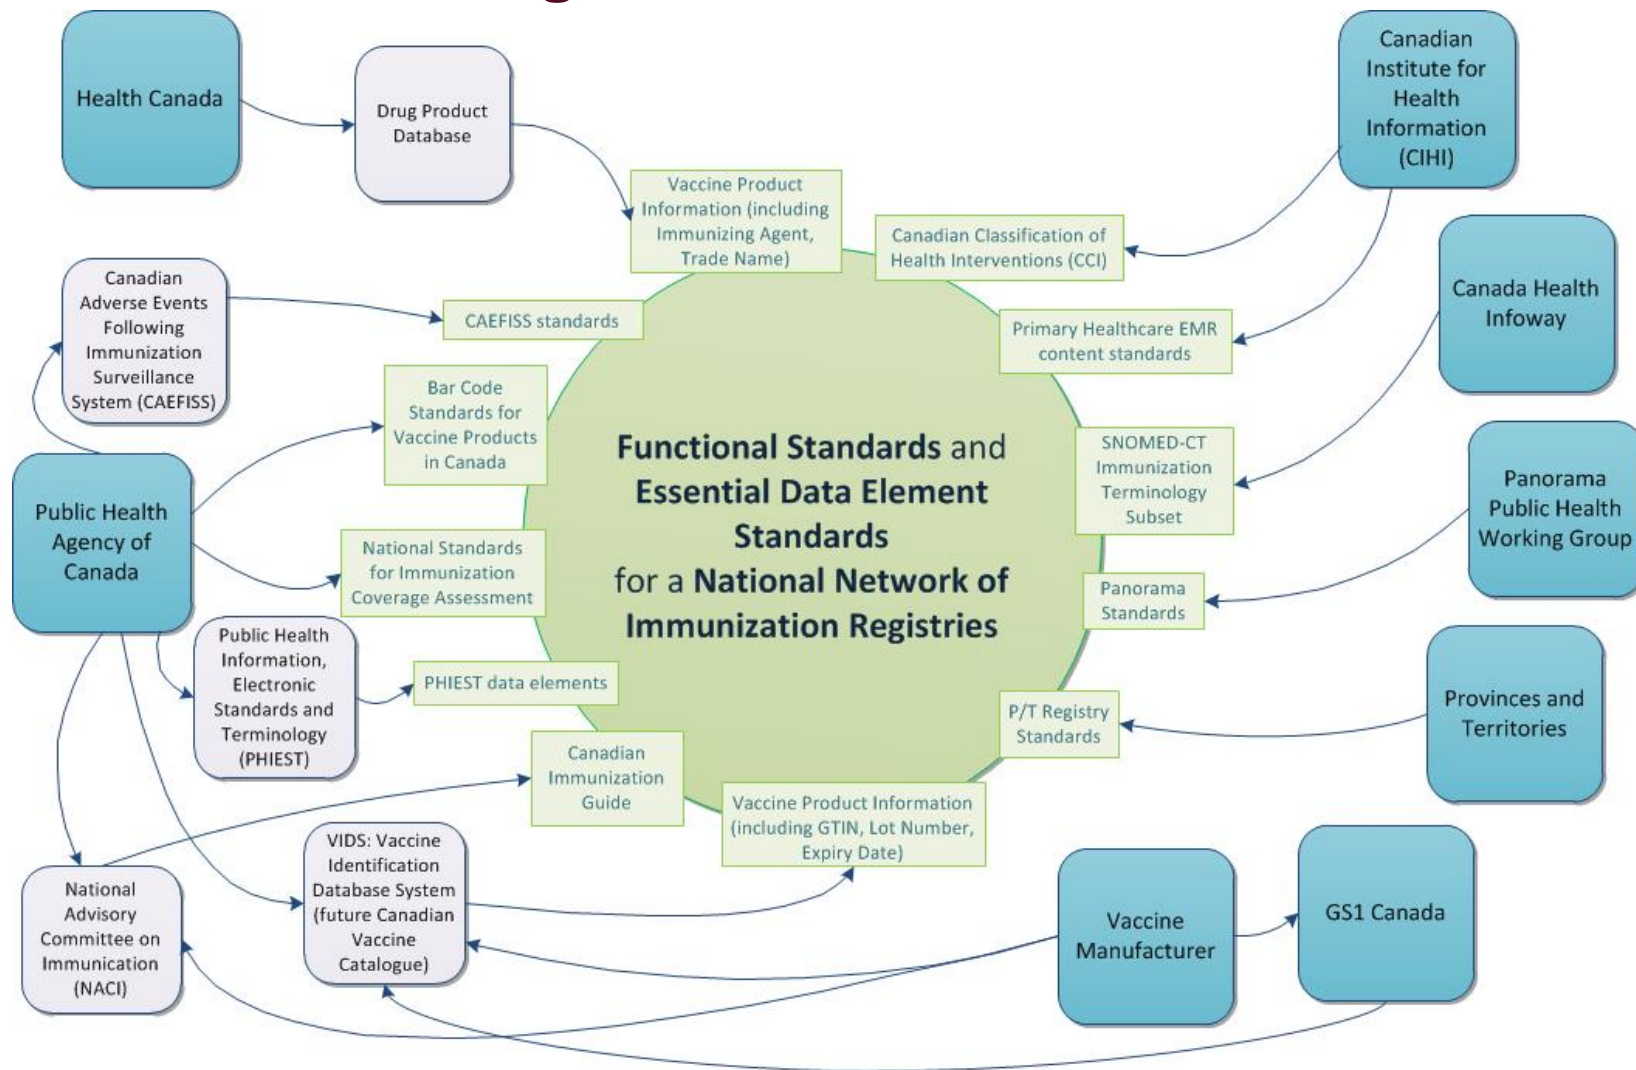 Health Canada
Drug Product
Database
Canadian
Institute for
Health
Information
(CIHI)
Vaccine Product
Information (including
Immunizing Agent,
Trade Name)
Canadian Classification of
Health Interventions (CCI)
Canada Health
Infoway
Canadian
Adverse Events
Following
Immunization
Surveillance
System (CAEFISS)
CAEFISS standards
Primary Healthcare EMR
content standards
Bar Code
Standards for
Vaccine Products
in Canada
Functional Standards and
Essential Data Element
Standards
for a National Network of
Immunization Registries
SNOMED-CT
Immunization
Terminology
Subset
Panorama
Public Health
Working Group
Public Health
Agency of
Canada
National Standards
for Immunization
Coverage Assessment
Panorama
Standards
Public Health
Information,
Electronic
Standards and
Terminology
(PHIEST)
PHIEST data elements
P/T Registry
Standards
Provinces and
Territories
Canadian
Immunization
Guide
Vaccine Product Information
(including GTIN, Lot Number,
Expiry Date)
National
Advisory
Committee on
Immunication
(NACI)
VIDS: Vaccine
Identification
Database System
(future Canadian
Vaccine
Catalogue)
Vaccine
Manufacturer
GS1 Canada